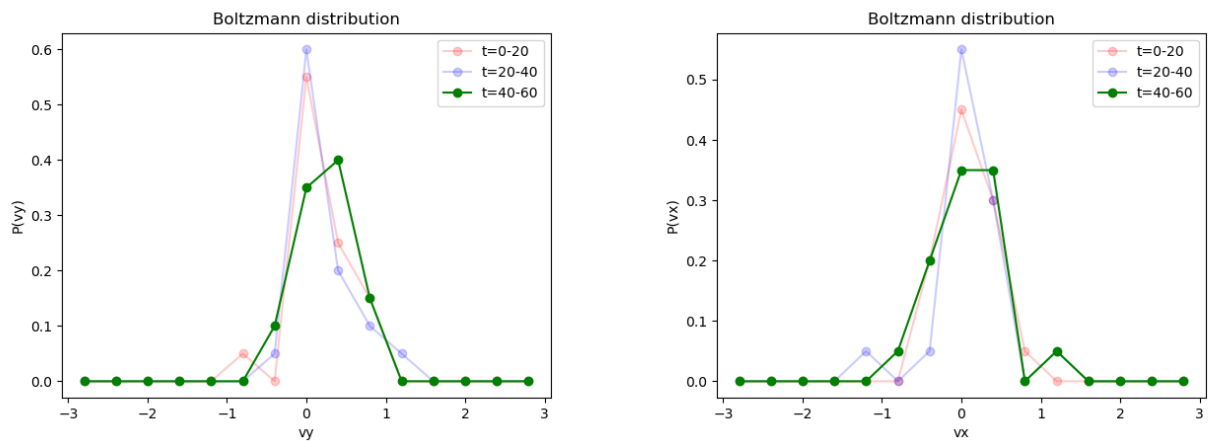 Boltzmann distribution
0.6
0.5
0.4
0.3
0.2
0.1
0.0
P(vy)
t=0-20
t=20-40
t=40-60
−3 −2 −1 0 1 2 3
vy
Boltzmann distribution
0.5
0.4
0.3
0.2
0.1
0.0
P(vx)
t=0-20
t=20-40
t=40-60
−3 −2 −1 0 1 2 3
vx